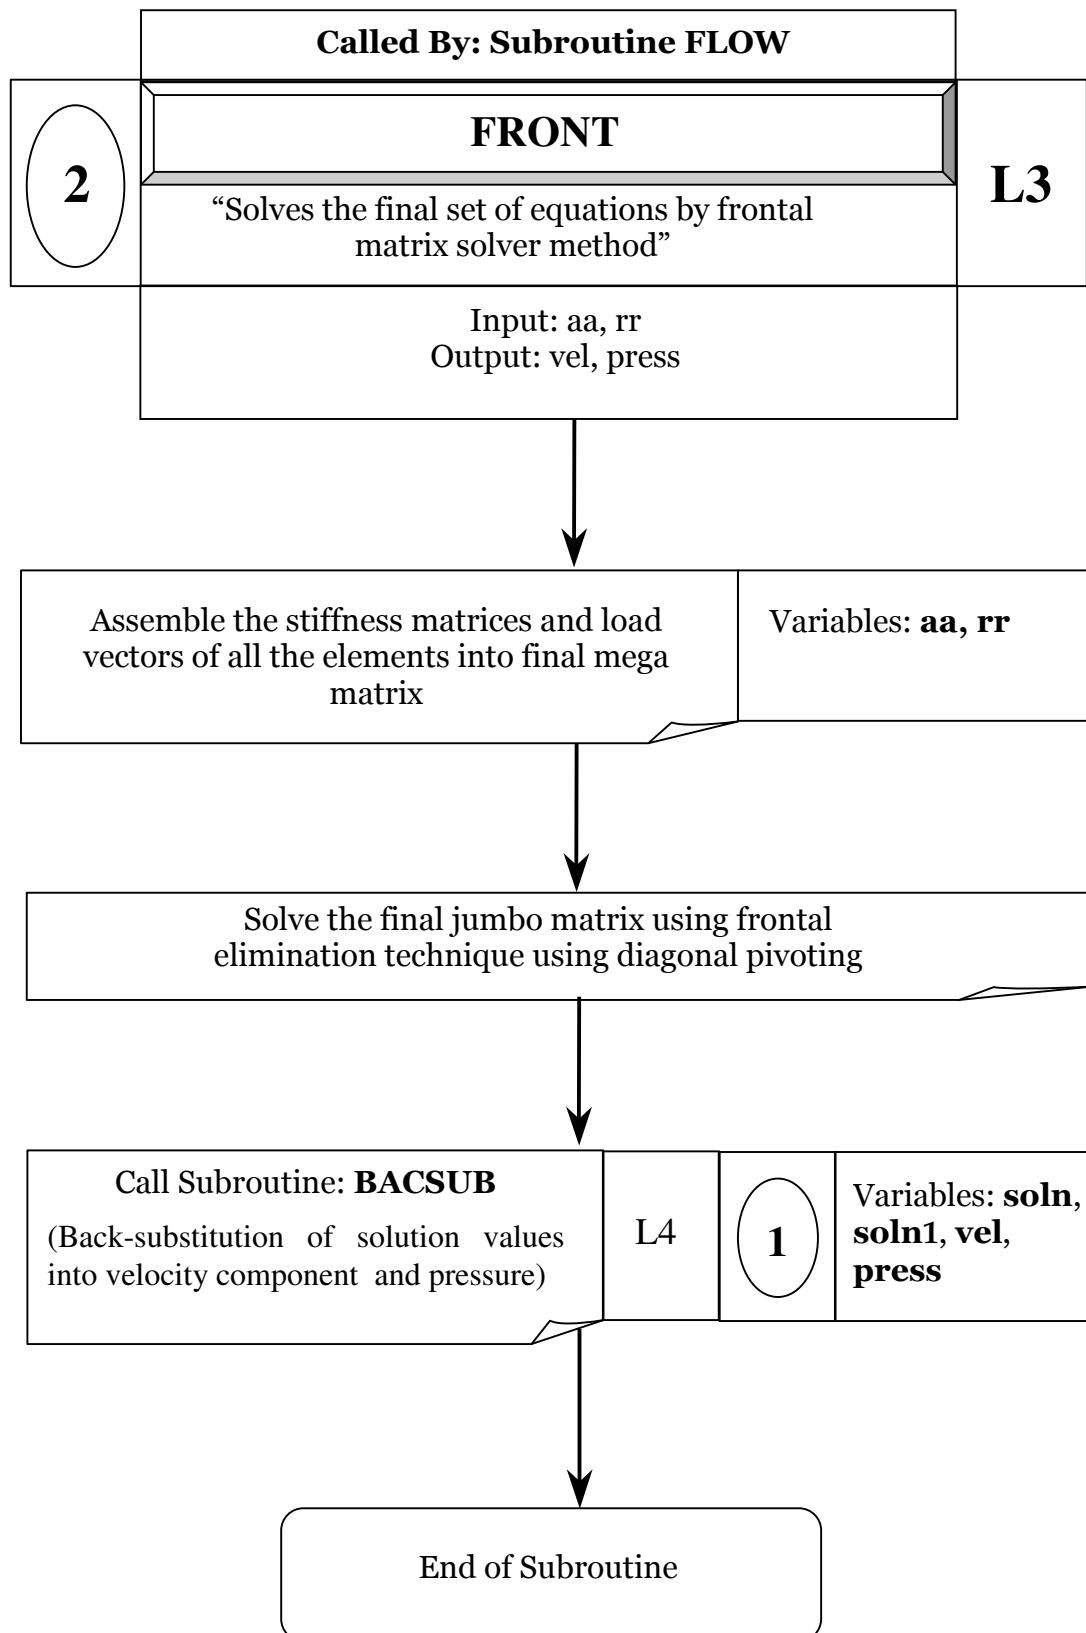 Called By: Subroutine FLOW
2
FRONT
L3
“Solves the final set of equations by frontal
matrix solver method”
Input: aa, rr
Output: vel, press
Assemble the stiffness matrices and load
vectors of all the elements into final mega
matrix
Variables: aa, rr
Solve the final jumbo matrix using frontal
elimination technique using diagonal pivoting
Call Subroutine: BACSUB
(Back-substitution of solution values
into velocity component and pressure)
L4
1
Variables: soln,
soln1, vel,
press
End of Subroutine